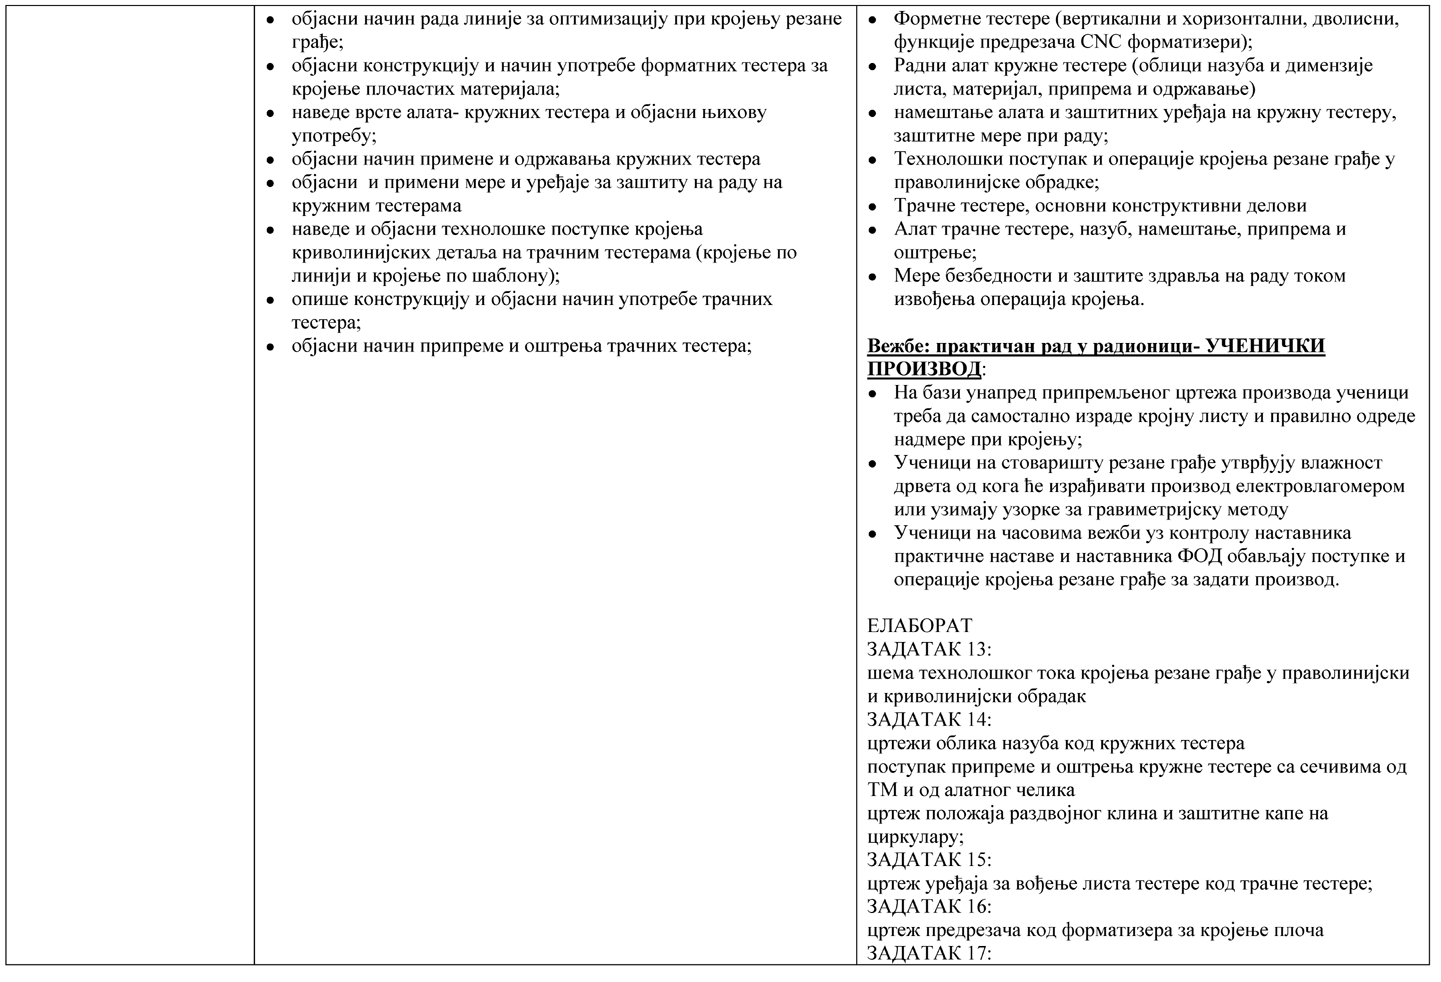 • објасни начин рада линије за оптимизацију при кројењу резане
грађе;
• објасни конструкцију и начин употребе форматних тестера за
кројење плочастих материјала;
• наведе врсте алата- кружних тестера и објасни њихову
употребу;
• објасни начин примене и одржавања кружних тестера
• објасни  и примени мере и уређаје за заштиту на раду на
кружним тестерама
• наведе и објасни технолошке поступке кројења
криволинијских детаља на трачним тестерама (кројење по
линији и кројење по шаблону);
• опише конструкцију и објасни начин употребе трачних
тестера;
• објасни начин припреме и оштрења трачних тестера;
• Форметне тестере (вертикални и хоризонтални, дволисни,
функције предрезача CNC форматизери);
• Радни алат кружне тестере (облици назуба и димензије
листа, материјал, припрема и одржавање)
• намештање алата и заштитних уређаја на кружну тестеру,
заштитне мере при раду;
• Технолошки поступак и операције кројења резане грађе у
праволинијске обрадке;
• Трачне тестере, основни конструктивни делови
• Алат трачне тестере, назуб, намештање, припрема и
оштрење;
• Мере безбедности и заштите здравља на раду током
извођења операција кројења.
Вежбе: практичан рад у радионици- УЧЕНИЧКИ
ПРОИЗВОД:
• На бази унапред припремљеног цртежа производа ученици
треба да самостално израде кројну листу и правилно одреде
надмере при кројењу;
• Ученици на стоваришту резане грађе утврђују влажност
дрвета од кога ће израђивати производ електровлагомером
или узимају узорке за гравиметријску методу
• Ученици на часовима вежби уз контролу наставника
практичне наставе и наставника ФОД обављају поступке и
операције кројења резане грађе за задати производ.
ЕЛАБОРАТ
ЗАДАТАК 13:
шема технолошког тока кројења резане грађе у праволинијски
и криволинијски обрадак
ЗАДАТАК 14:
цртежи облика назуба код кружних тестера
поступак припреме и оштрења кружне тестере са сечивима од
ТМ и од алатног челика
цртеж положаја раздвојног клина и заштитне капе на
циркулару;
ЗАДАТАК 15:
цртеж уређаја за вођење листа тестере код трачне тестере;
ЗАДАТАК 16:
цртеж предрезача код форматизера за кројење плоча
ЗАДАТАК 17: